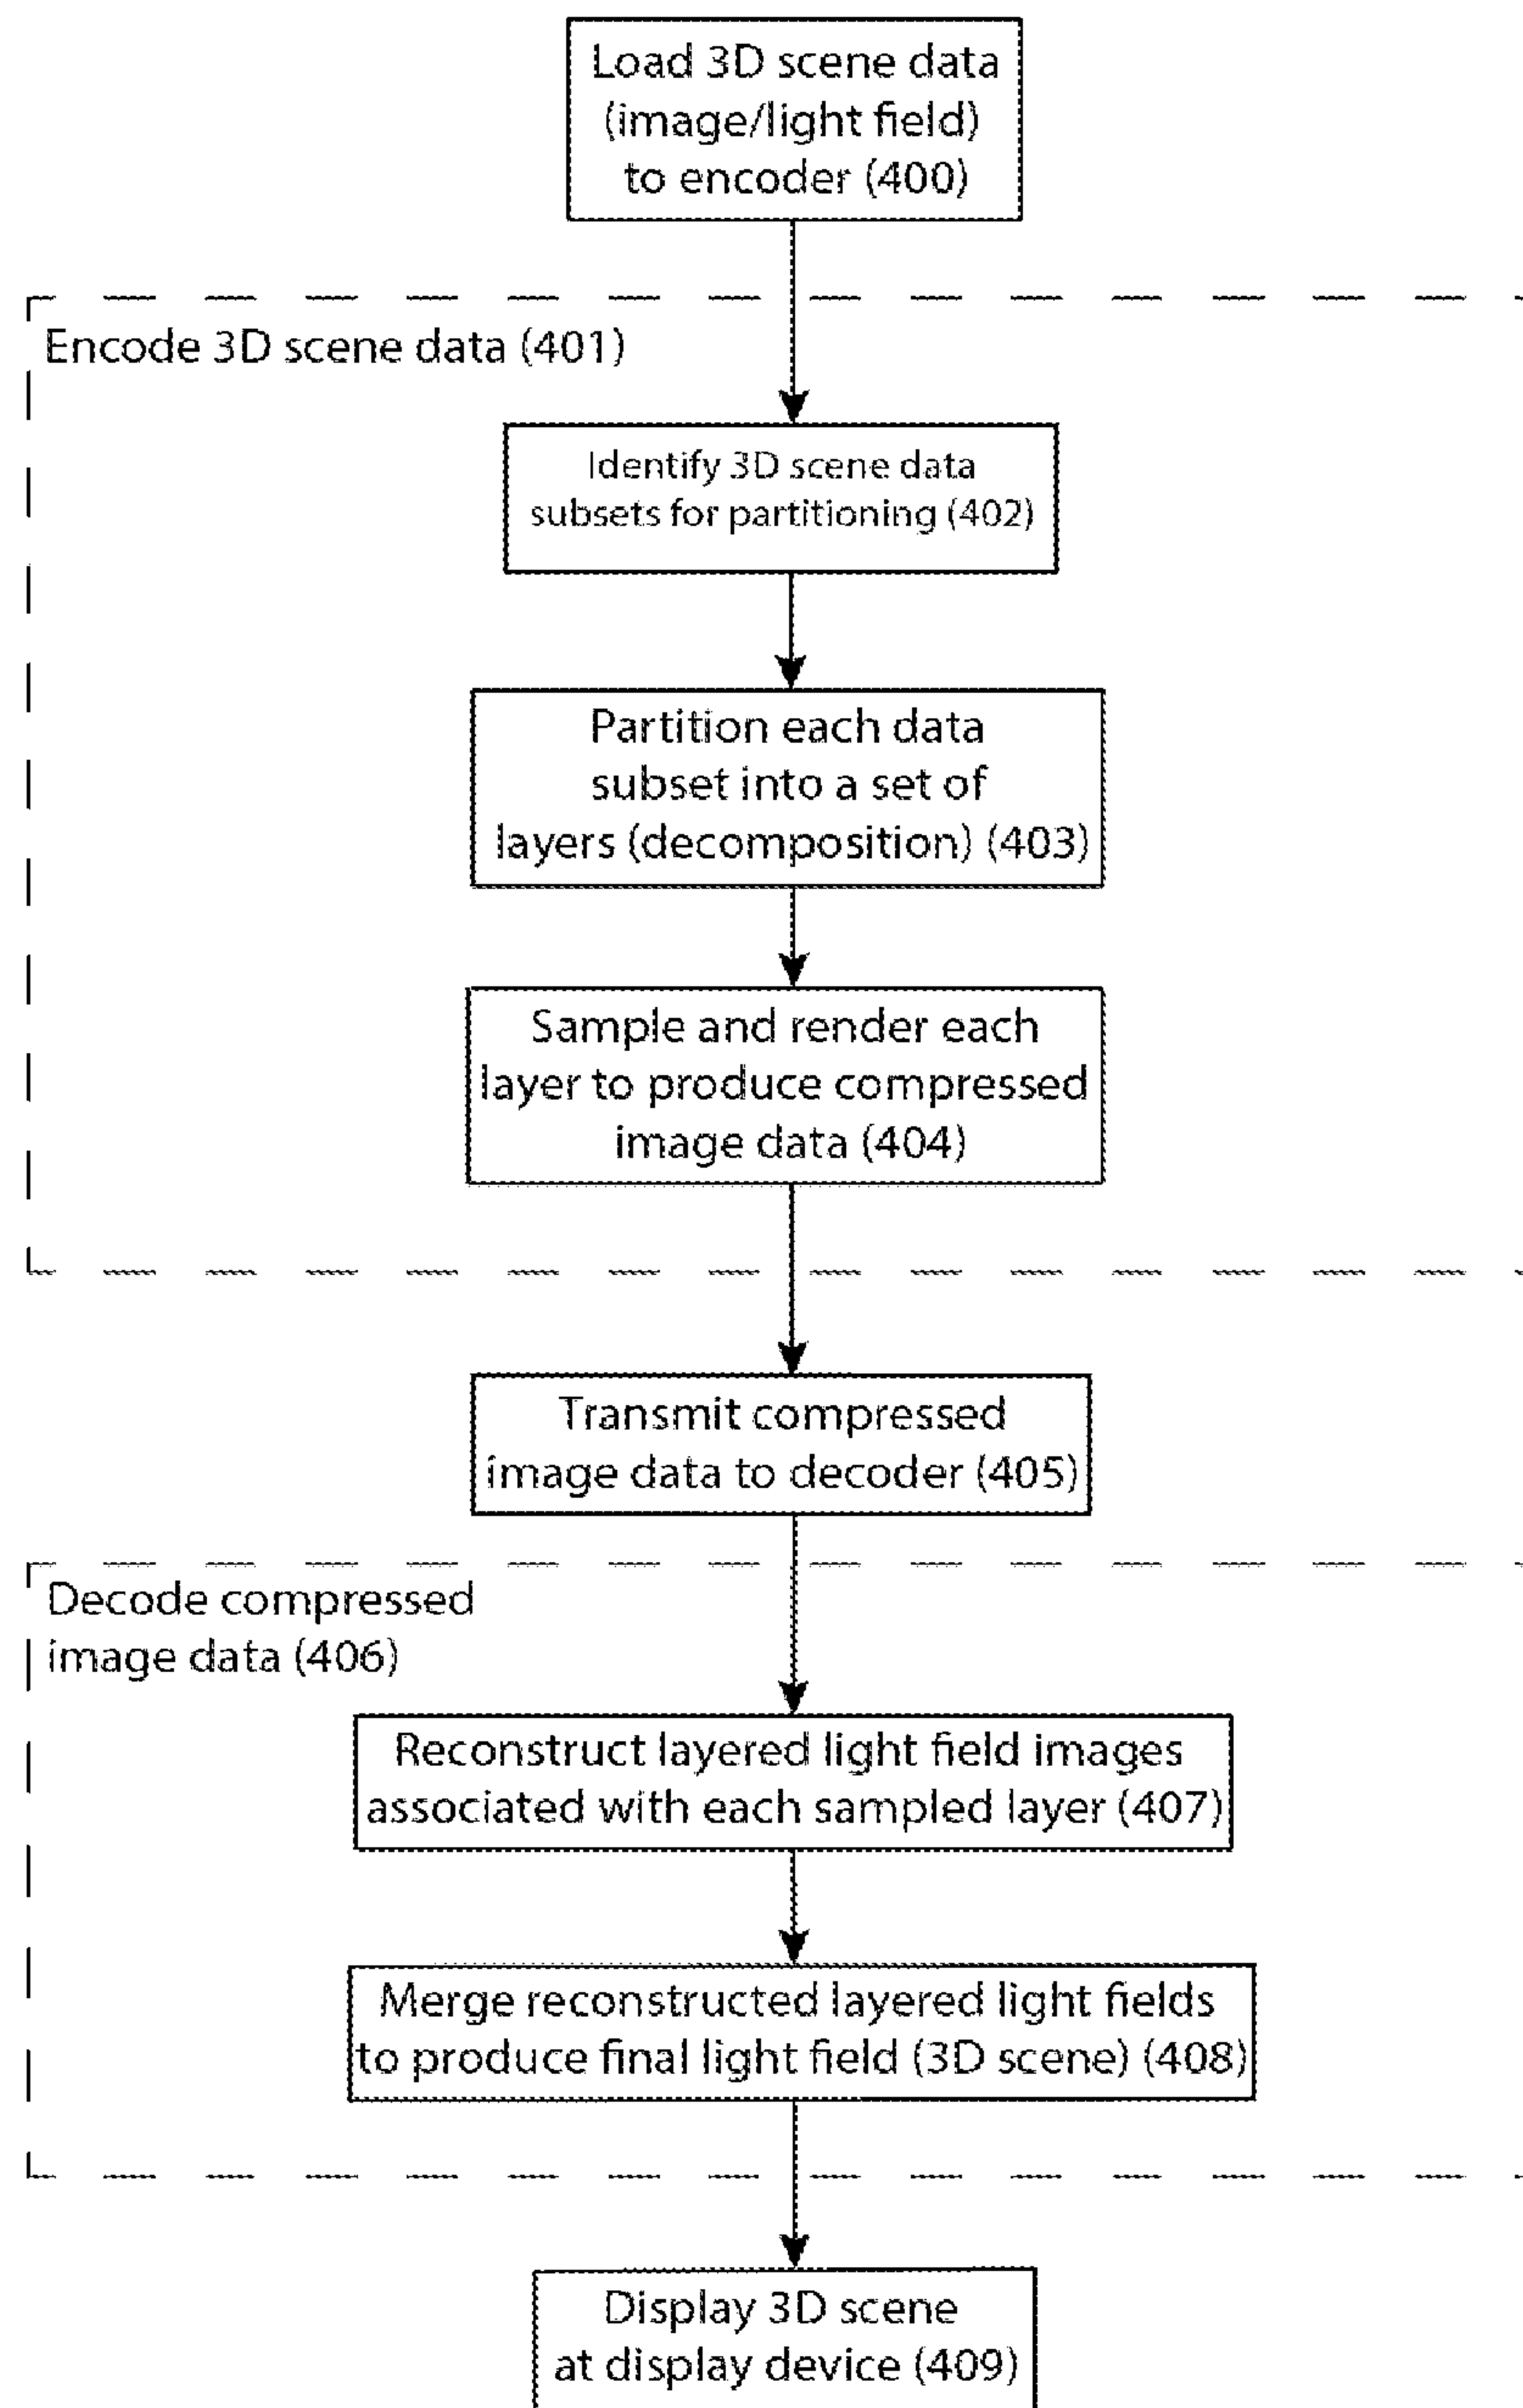 Load 3D scene data
(image/light field)
to encoder (400)
Encode 3D scene data (401)
Identify 3D scene data
subsets for partitioning (402)
Partition each data
subset into a set of
layers (decomposition) (403)
Sample and render each
layer to produce compressed
image data (404)
Transmit compressed
image data to decoder (405)
Decode compressed
image data (406)
Reconstruct layered light field images
associated with each sampled layer (407)
Merge reconstructed layered light fields
to produce final light field (3D scene) (408)
Display 3D scene
at display device (409)